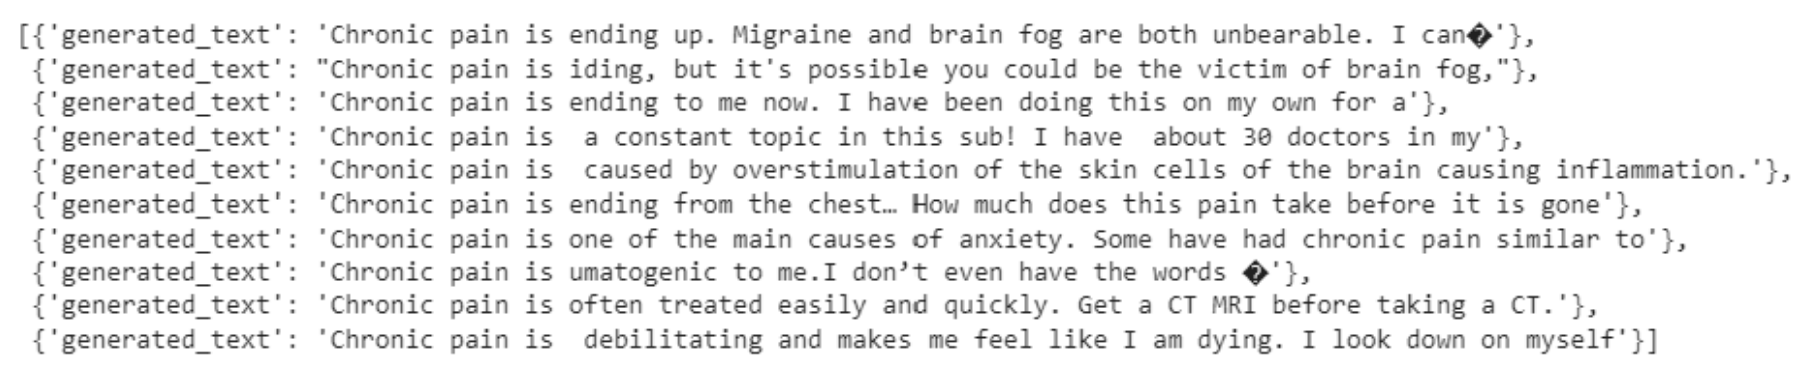 [{'generated_text': 'Chronic pain is ending up. Migraine and brain fog are both unbearable. I can�'},
{'generated_text': "Chronic pain is iding, but it's possible you could be the victim of brain fog,"},
{'generated_text': 'Chronic pain is ending to me now. I have been doing this on my own for a'},
{'generated_text': 'Chronic pain is  a constant topic in this sub! I have  about 30 doctors in my'},
{'generated_text': 'Chronic pain is  caused by overstimulation of the skin cells of the brain causing inflammation.'},
{'generated_text': 'Chronic pain is ending from the chest… How much does this pain take before it is gone'},
{'generated_text': 'Chronic pain is one of the main causes of anxiety. Some have had chronic pain similar to'},
{'generated_text': 'Chronic pain is umatogenic to me.I don’t even have the words �'},
{'generated_text': 'Chronic pain is often treated easily and quickly. Get a CT MRI before taking a CT.'},
{'generated_text': 'Chronic pain is  debilitating and makes me feel like I am dying. I look down on myself'}]